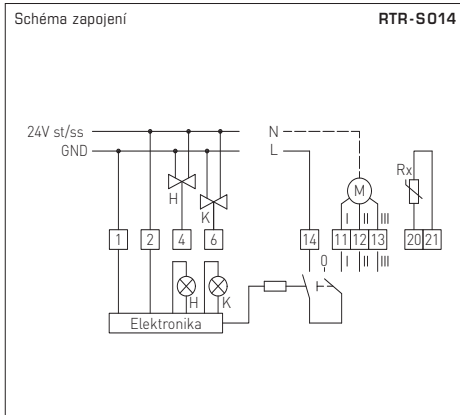 Schéma zapojení RTR-S014
24V st/ss N
GND L
Rx
H M
K I II III
1 2 4 6 14 11 12 13 20 21
0 I II III
H K
Elektronika